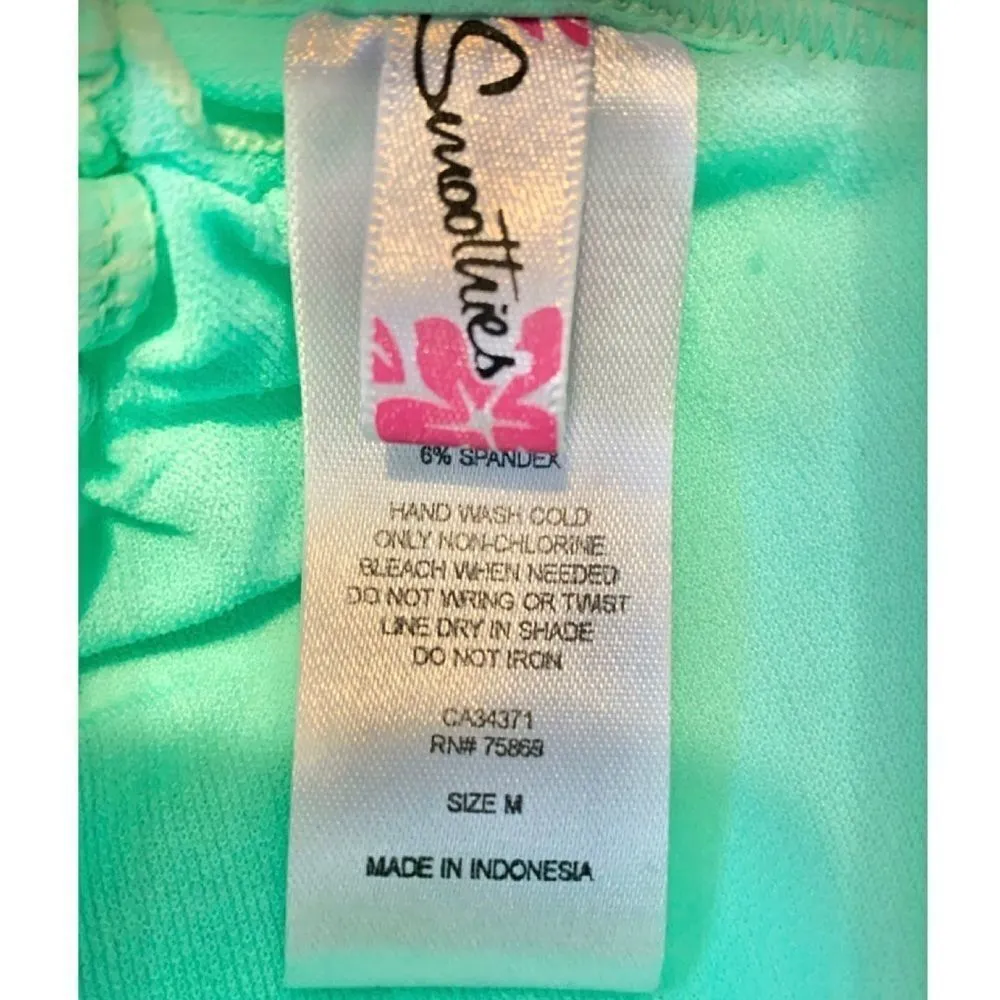 Smoothies
6% SPANDEX
HAND WASH COLD
ONLY NON-CHLORINE
BLEACH WHEN NEEDED
DO NOT WRING OR TWIST
LINE DRY IN SHADE
DO NOT IRON
CA34371
RN# 75869
SIZE M
MADE IN INDONESIA